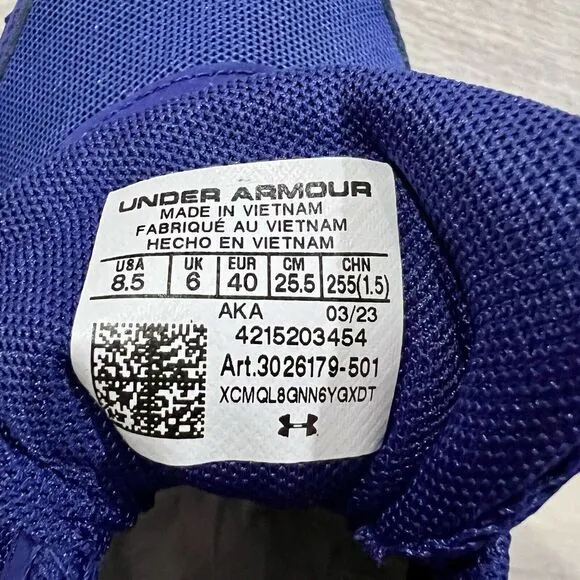 UNDER ARMOUR
MADE IN VIETNAM
FABRIQUÉ AU VIETNAM
HECHO EN VIETNAM
USA UK EUR CM CHN
8.5 6 40 25.5 255(1.5)
AKA 03/23
4215203454
Art.3026179-501
XCMQL8GNN6YGXDT